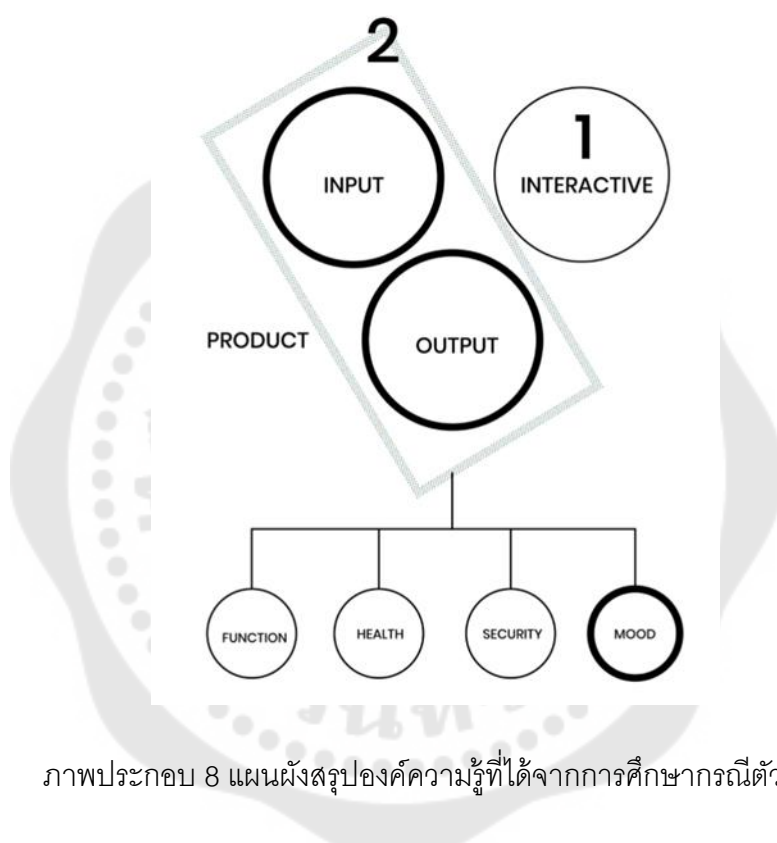 2
1
INPUT
INTERACTIVE
PRODUCT
OUTPUT
FUNCTION
HEALTH
SECURITY
MOOD
ภาพประกอบ 8 แผนผังสรุปองค์ความรู้ที่ได้จากการศึกษากรณีตัว